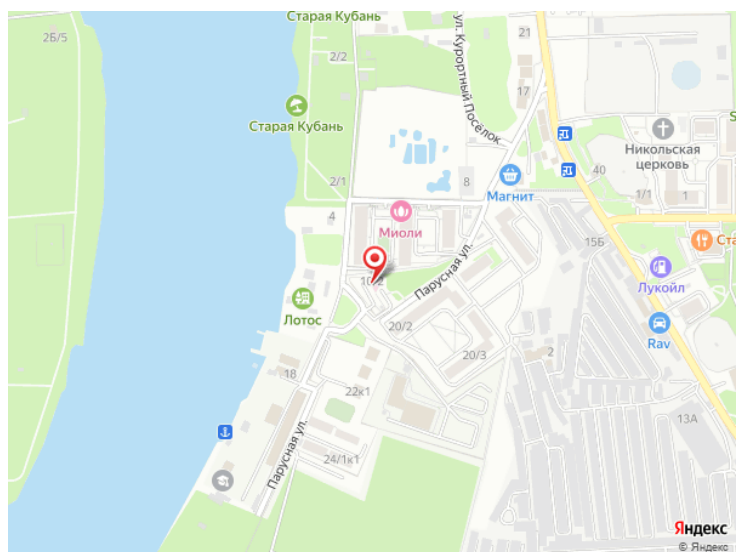 2Б/5
Старая Кубань
2/2
ул. Курортный Посёлок
21
17
Старая Кубань
Никольская
церковь
S
2/1
8
Магнит
40
1/1
1
4
Миоли
15Б
Ста
10/2
Парусная ул.
Лукойл
Лотос
20/2
Rav
20/3
2
18
22к1
13А
Парусная ул.
24/1к1
Яндекс
© Яндекс